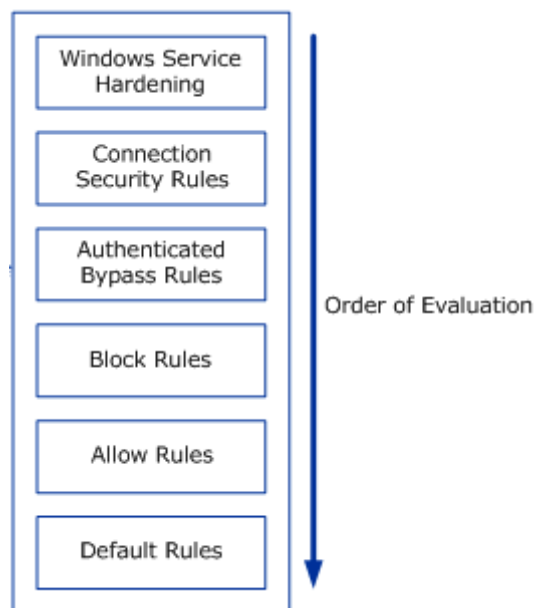 Windows Service
Hardening
Connection
Security Rules
Authenticated
Bypass Rules
Block Rules
Allow Rules
Default Rules
Order of Evaluation